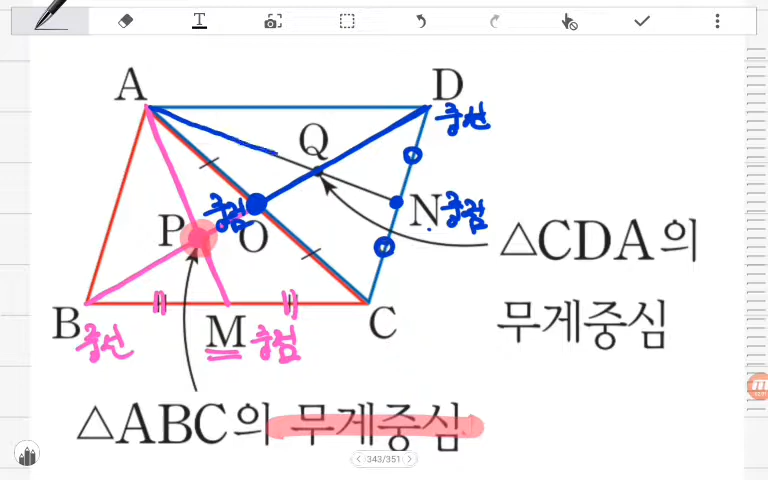 T
A
D
중선
Q
중점
N 중점
P
O
△CDA의
무게중심
B
M 중점
C
중선
△ABC의 무게중심
343/351